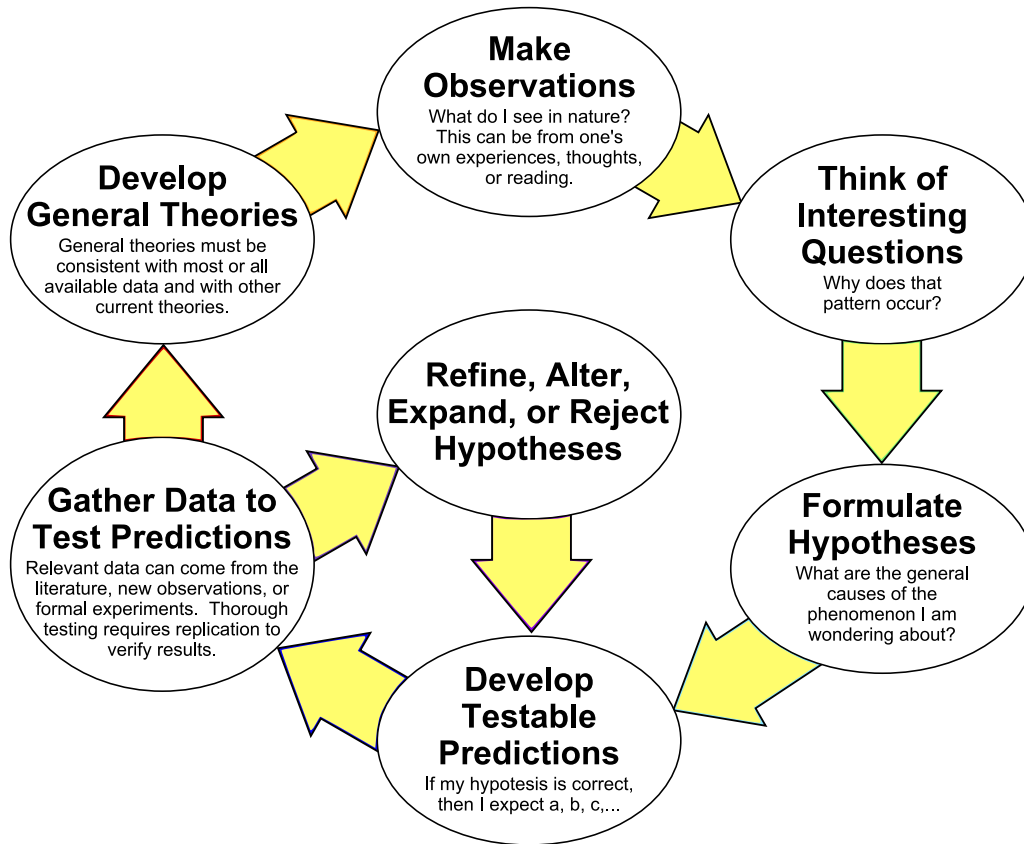 Make
Observations
What do I see in nature?
This can be from one's
own experiences, thoughts,
or reading.
Think of
Interesting
Questions
Why does that
pattern occur?
Formulate
Hypotheses
What are the general
causes of the
phenomenon I am
wondering about?
Develop
Testable
Predictions
If my hypotesis is correct,
then I expect a, b, c,...
Gather Data to
Test Predictions
Relevant data can come from the
literature, new observations, or
formal experiments.  Thorough
testing requires replication to
verify results.
Refine, Alter,
Expand, or Reject
Hypotheses
Develop
General Theories
General theories must be
consistent with most or all
available data and with other
current theories.